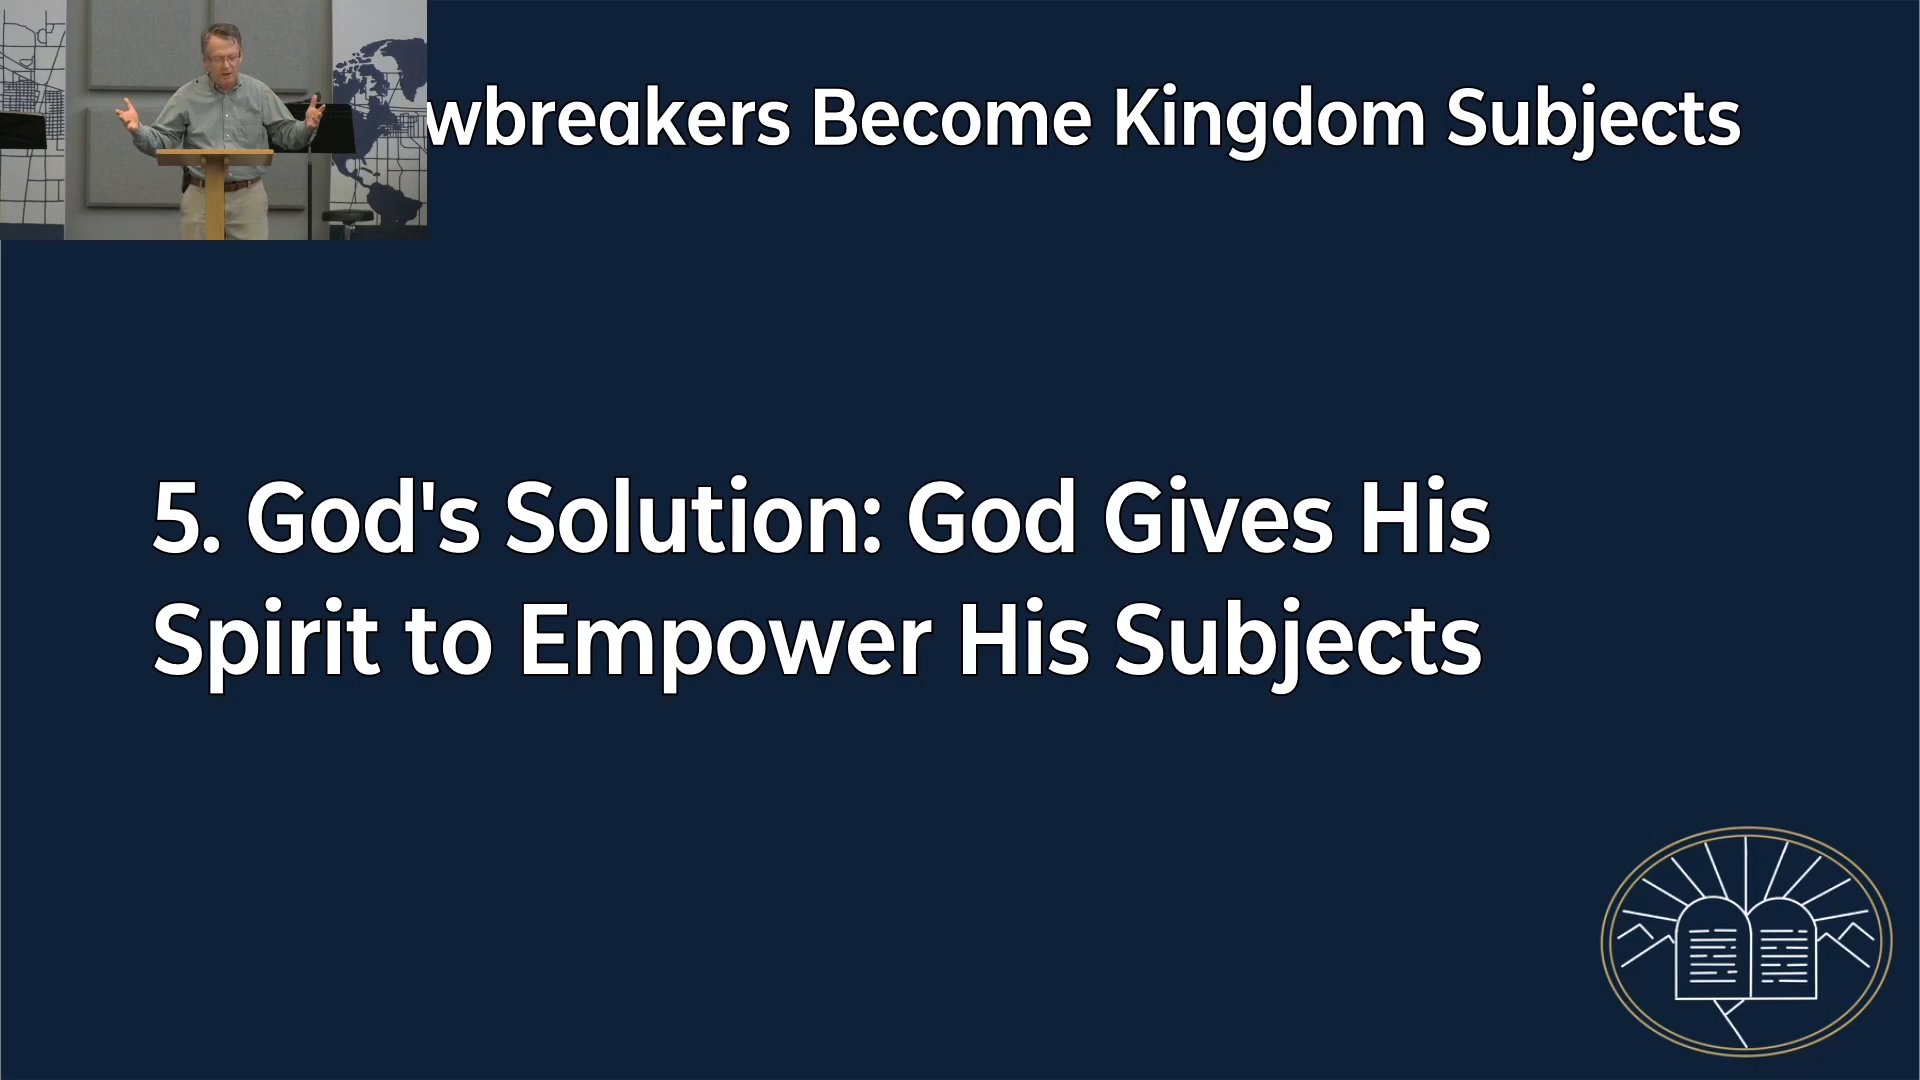 wbreakers Become Kingdom Subjects
5. God's Solution: God Gives His
Spirit to Empower His Subjects